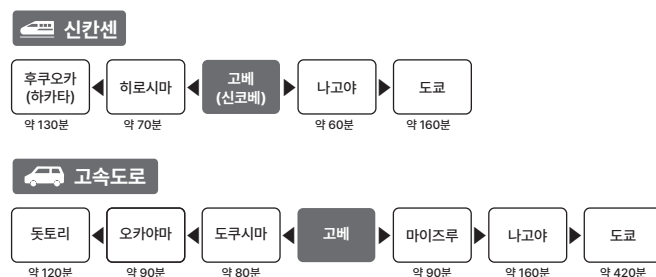 신칸센
후쿠오카
(하카타)
히로시마
고베
(신코베)
나고야
도쿄
약 130분
약 70분
약 60분
약 160분
고속도로
돗토리
오카야마
도쿠시마
고베
마이즈루
나고야
도쿄
약 120분
약 90분
약 80분
약 90분
약 160분
약 420분